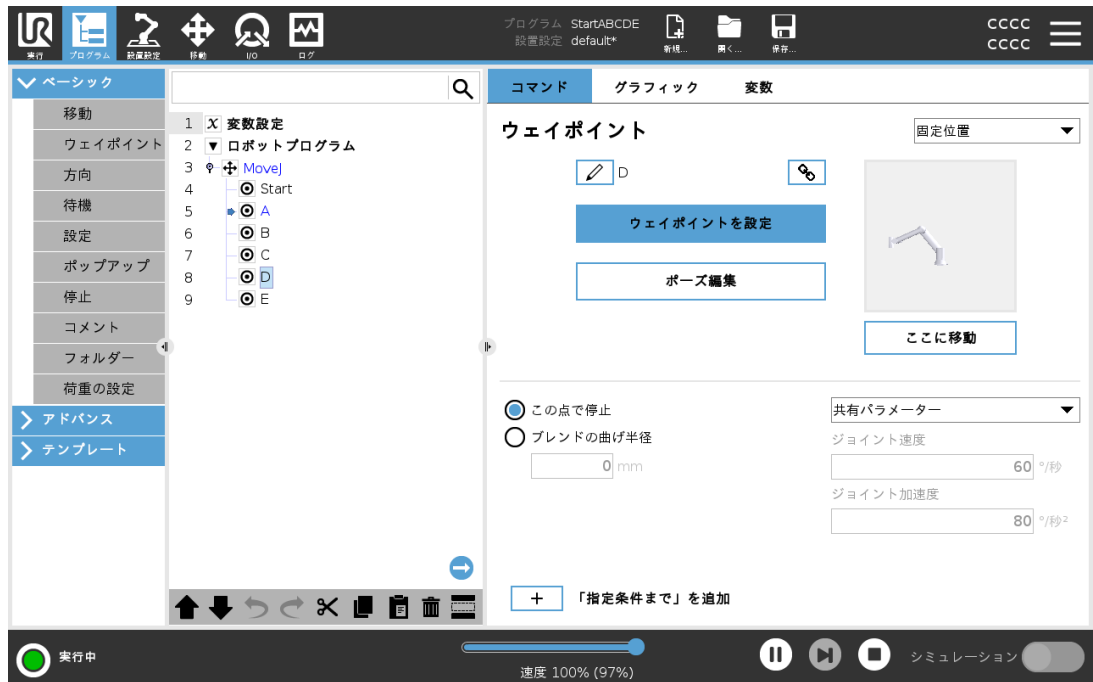 UR
実行
プログラム
設置設定
移動
I/O
ログ
プログラム StartABCDE
設置設定 default*
新規...
開く...
保存...
CCCC
CCCC
ベーシック
移動
ウェイポイント
方向
待機
設定
ポップアップ
停止
コメント
フォルダー
荷重の設定
アドバンス
テンプレート
1 X 変数設定
2 ロボットプログラム
3 MoveJ
4 Start
5 A
6 B
7 C
8 D
9 E
コマンド グラフィック 変数
ウェイポイント
固定位置
D
ウェイポイントを設定
ポーズ編集
ここに移動
この点で停止
ブレンドの曲げ半径
0 mm
共有パラメーター
ジョイント速度
60 °/秒
ジョイント加速度
80 °/秒²
+ 「指定条件まで」を追加
実行中
速度 100% (97%)
シミュレーション